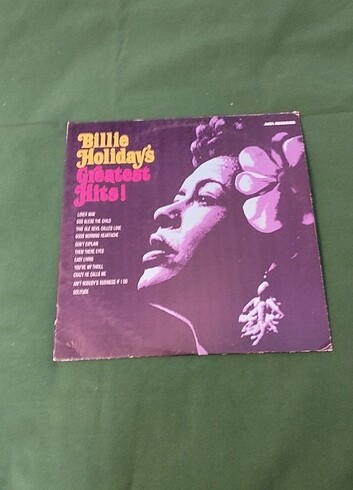 MCA RECORDS
Billie
Holiday's
Greatest
Hits!
LOVER MAN
GOD BLESS THE CHILD
THAT OLE DEVIL CALLED LOVE
GOOD MORNING HEARTACHE
DON'T EXPLAIN
THEM THERE EYES
EASY LIVING
YOU'RE MY THRILL
CRAZY HE CALLS ME
AIN'T NOBODY'S BUSINESS IF I DO
SOLITUDE